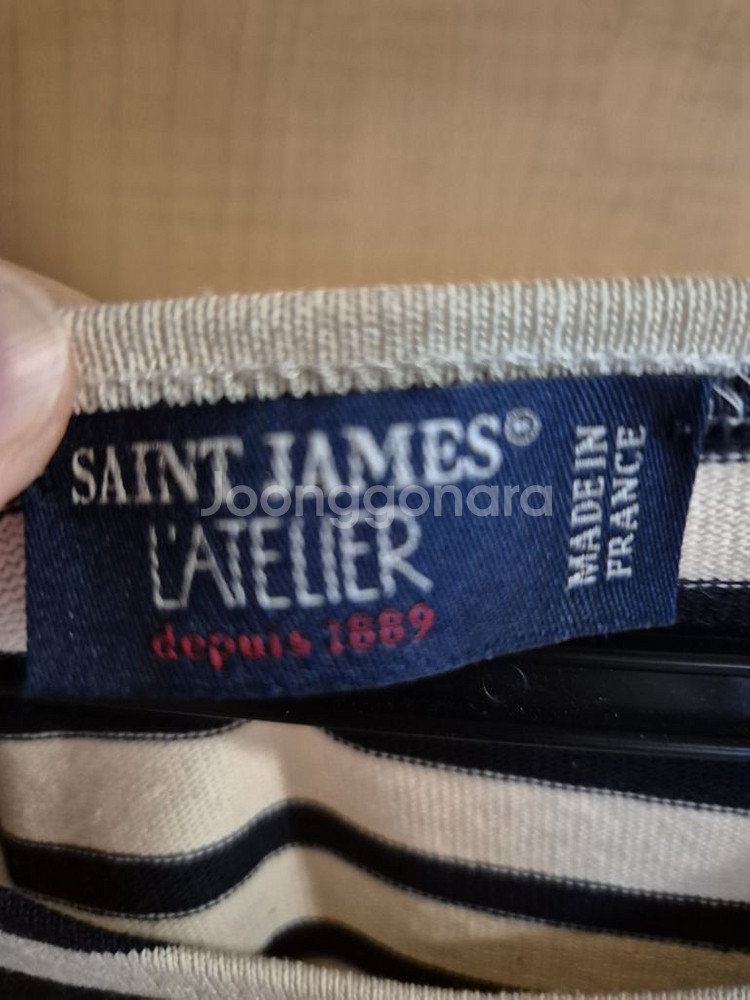 SAINT JAMES®
L'ATELIER
depuis 1889
MADE IN
FRANCE
Joonggonara